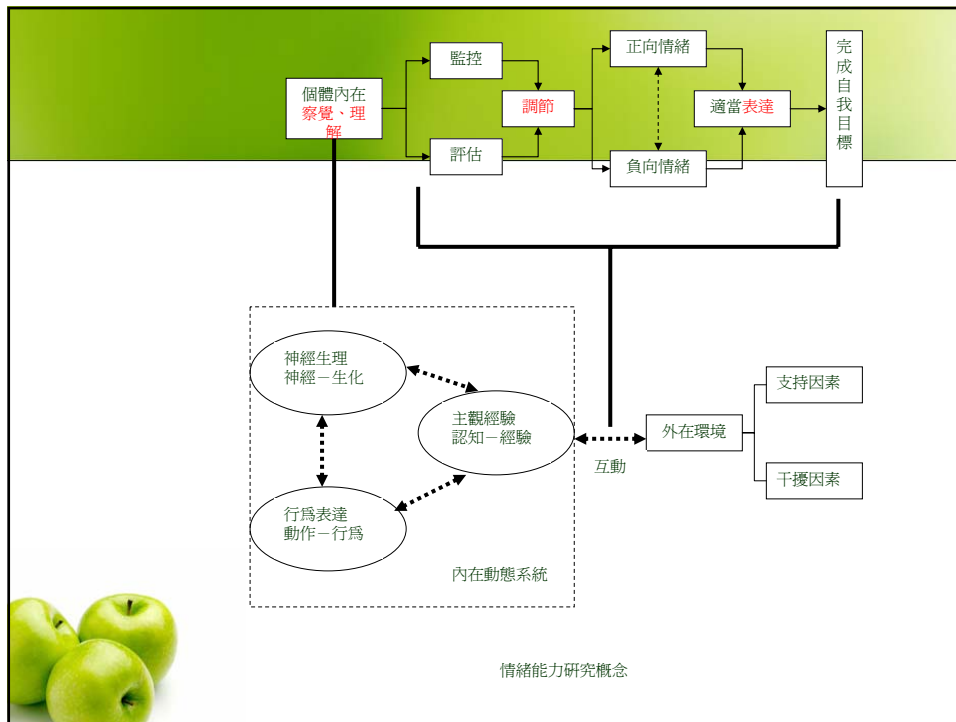 個體內在
察覺、理
解
監控
評估
調節
正向情緒
負向情緒
適當表達
完成自我目標
神經生理
神經－生化
主觀經驗
認知－經驗
行為表達
動作－行為
內在動態系統
互動
外在環境
支持因素
干擾因素
情緒能力研究概念